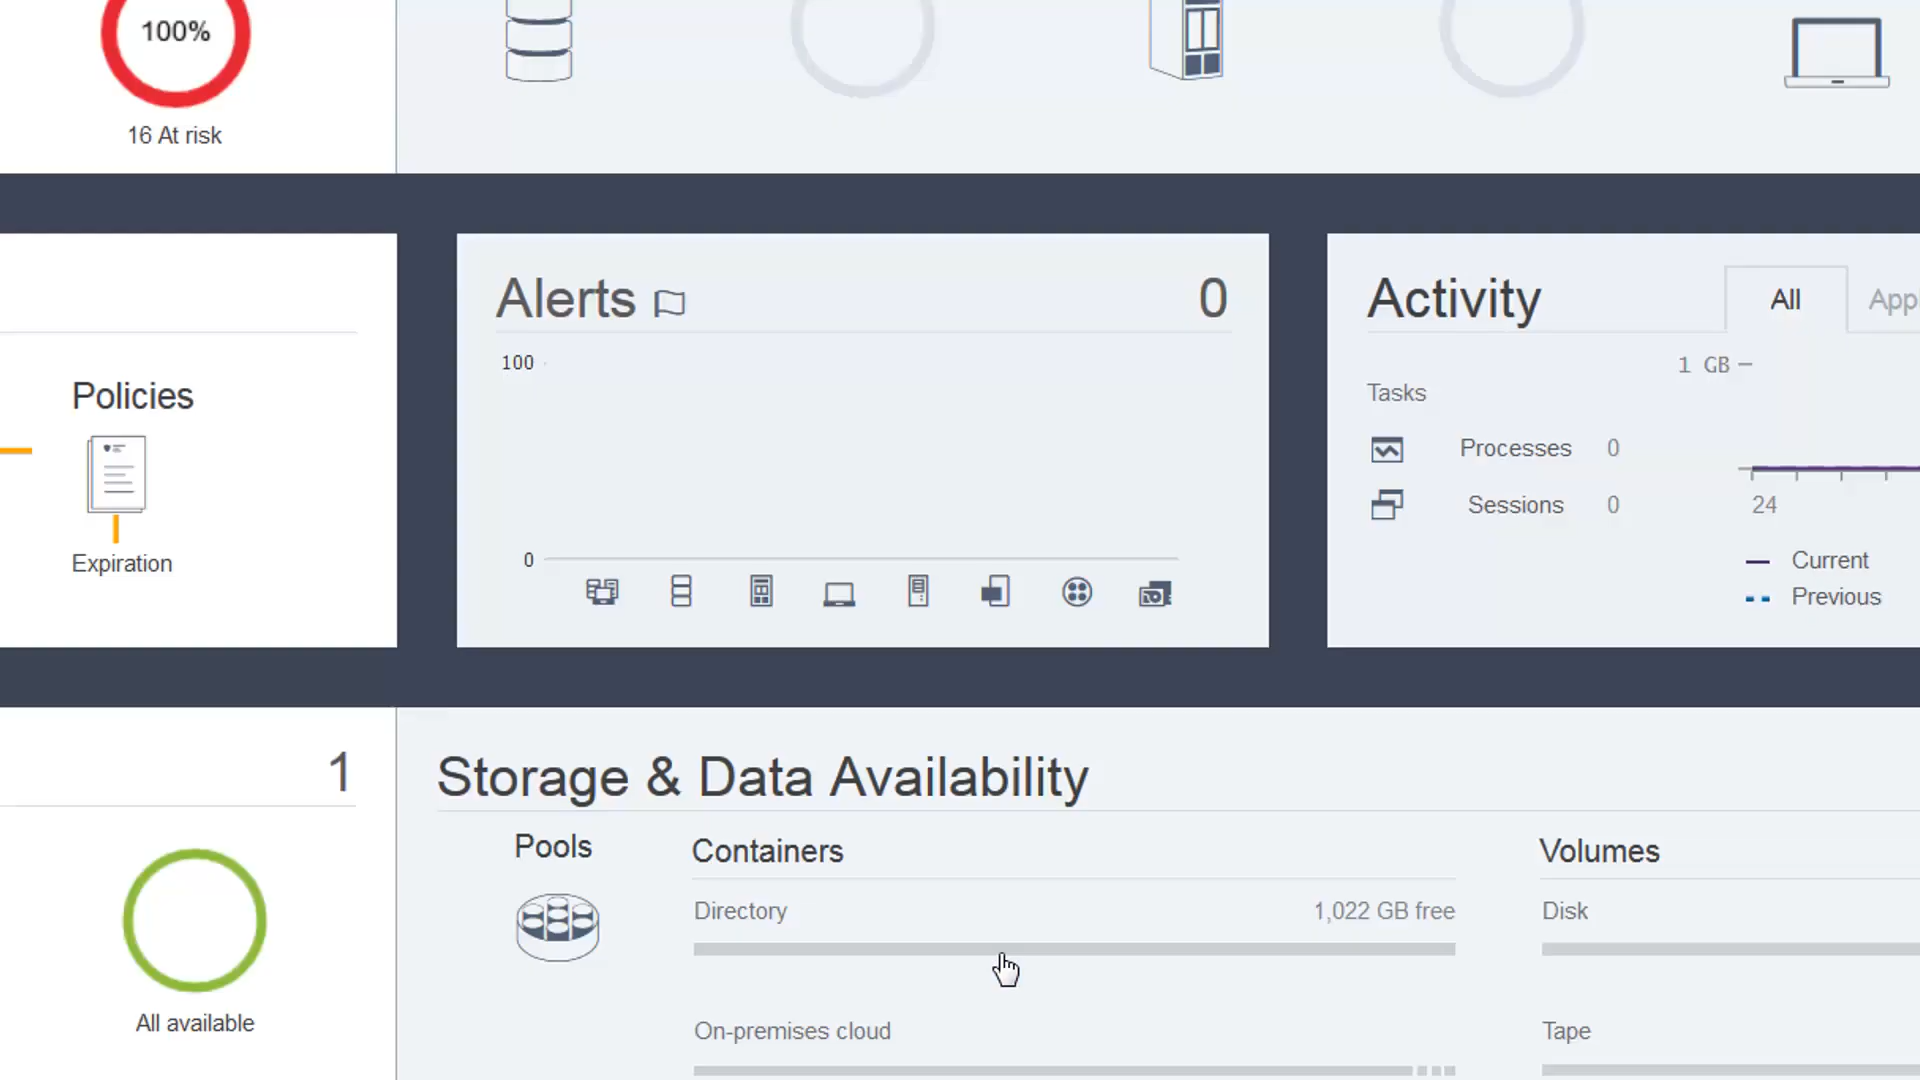 100%
16 At risk
Policies
Expiration
Alerts 0
100
0
Activity All App
1 GB
Tasks
Processes 0
Sessions 0
24
Current
Previous
1
All available
Storage & Data Availability
Pools
Containers
Directory 1,022 GB free
On-premises cloud
Volumes
Disk
Tape